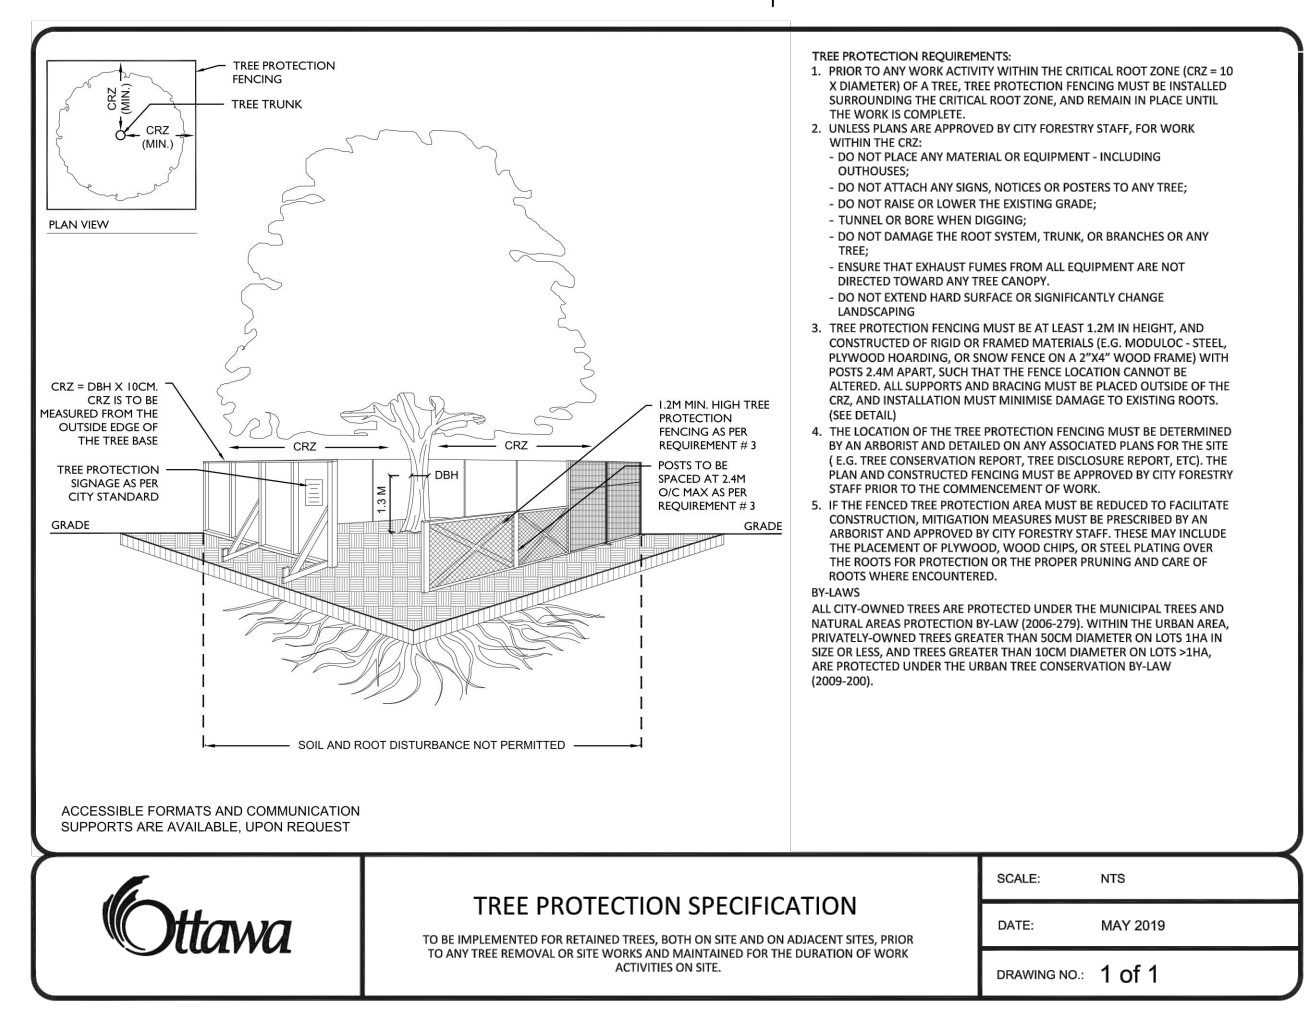 TREE PROTECTION
FENCING
TREE TRUNK
CRZ
(MIN.)
CRZ
(MIN.)
PLAN VIEW
CRZ = DBH X 10CM.
CRZ IS TO BE
MEASURED FROM THE
OUTSIDE EDGE OF
THE TREE BASE
TREE PROTECTION
SIGNAGE AS PER
CITY STANDARD
GRADE
CRZ
CRZ
DBH
1.3 M
1.2M MIN. HIGH TREE
PROTECTION
FENCING AS PER
REQUIREMENT # 3
POSTS TO BE
SPACED AT 2.4M
O/C MAX AS PER
REQUIREMENT # 3
GRADE
SOIL AND ROOT DISTURBANCE NOT PERMITTED
ACCESSIBLE FORMATS AND COMMUNICATION
SUPPORTS ARE AVAILABLE, UPON REQUEST
TREE PROTECTION REQUIREMENTS:
1. PRIOR TO ANY WORK ACTIVITY WITHIN THE CRITICAL ROOT ZONE (CRZ = 10
X DIAMETER) OF A TREE, TREE PROTECTION FENCING MUST BE INSTALLED
SURROUNDING THE CRITICAL ROOT ZONE, AND REMAIN IN PLACE UNTIL
THE WORK IS COMPLETE.
2. UNLESS PLANS ARE APPROVED BY CITY FORESTRY STAFF, FOR WORK
WITHIN THE CRZ:
- DO NOT PLACE ANY MATERIAL OR EQUIPMENT - INCLUDING
OUTHOUSES;
- DO NOT ATTACH ANY SIGNS, NOTICES OR POSTERS TO ANY TREE;
- DO NOT RAISE OR LOWER THE EXISTING GRADE;
- TUNNEL OR BORE WHEN DIGGING;
- DO NOT DAMAGE THE ROOT SYSTEM, TRUNK, OR BRANCHES OR ANY
TREE;
- ENSURE THAT EXHAUST FUMES FROM ALL EQUIPMENT ARE NOT
DIRECTED TOWARD ANY TREE CANOPY.
- DO NOT EXTEND HARD SURFACE OR SIGNIFICANTLY CHANGE
LANDSCAPING
3. TREE PROTECTION FENCING MUST BE AT LEAST 1.2M IN HEIGHT, AND
CONSTRUCTED OF RIGID OR FRAMED MATERIALS (E.G. MODULOC - STEEL,
PLYWOOD HOARDING, OR SNOW FENCE ON A 2"X4" WOOD FRAME) WITH
POSTS 2.4M APART, SUCH THAT THE FENCE LOCATION CANNOT BE
ALTERED. ALL SUPPORTS AND BRACING MUST BE PLACED OUTSIDE OF THE
CRZ, AND INSTALLATION MUST MINIMISE DAMAGE TO EXISTING ROOTS.
(SEE DETAIL)
4. THE LOCATION OF THE TREE PROTECTION FENCING MUST BE DETERMINED
BY AN ARBORIST AND DETAILED ON ANY ASSOCIATED PLANS FOR THE SITE
( E.G. TREE CONSERVATION REPORT, TREE DISCLOSURE REPORT, ETC). THE
PLAN AND CONSTRUCTED FENCING MUST BE APPROVED BY CITY FORESTRY
STAFF PRIOR TO THE COMMENCEMENT OF WORK.
5. IF THE FENCED TREE PROTECTION AREA MUST BE REDUCED TO FACILITATE
CONSTRUCTION, MITIGATION MEASURES MUST BE PRESCRIBED BY AN
ARBORIST AND APPROVED BY CITY FORESTRY STAFF. THESE MAY INCLUDE
THE PLACEMENT OF PLYWOOD, WOOD CHIPS, OR STEEL PLATING OVER
THE ROOTS FOR PROTECTION OR THE PROPER PRUNING AND CARE OF
ROOTS WHERE ENCOUNTERED.
BY-LAWS
ALL CITY-OWNED TREES ARE PROTECTED UNDER THE MUNICIPAL TREES AND
NATURAL AREAS PROTECTION BY-LAW (2006-279). WITHIN THE URBAN AREA,
PRIVATELY-OWNED TREES GREATER THAN 50CM DIAMETER ON LOTS 1HA IN
SIZE OR LESS, AND TREES GREATER THAN 10CM DIAMETER ON LOTS >1HA,
ARE PROTECTED UNDER THE URBAN TREE CONSERVATION BY-LAW
(2009-200).
Ottawa
TREE PROTECTION SPECIFICATION
TO BE IMPLEMENTED FOR RETAINED TREES, BOTH ON SITE AND ON ADJACENT SITES, PRIOR
TO ANY TREE REMOVAL OR SITE WORKS AND MAINTAINED FOR THE DURATION OF WORK
ACTIVITIES ON SITE.
SCALE: NTS
DATE: MAY 2019
DRAWING NO.: 1 of 1